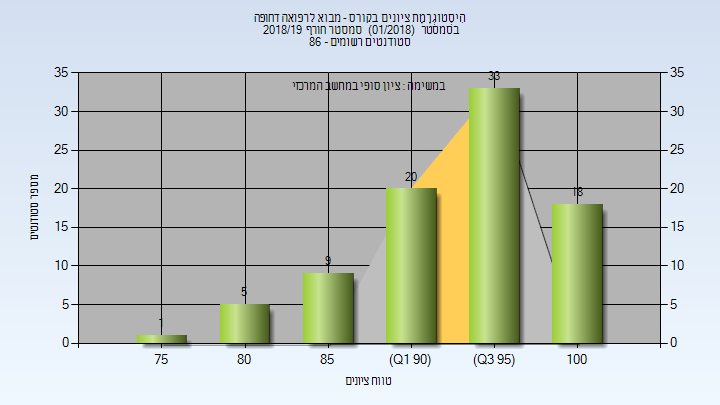 היסטוגרמת ציונים בקורס - מבוא לרפואה דחופה
בסמסטר (01/2018) סמסטר חורף 2018/19
סטודנטים רשומים - 86
במשימה : ציון סופי במחשב המרכזי
35 35
30 30
25 25
20 20
15 15
10 10
5 5
0 0
1 5 9 20 33 18
75 80 85 (Q1 90) (Q3 95) 100
מספר סטודנטים
טווח ציונים